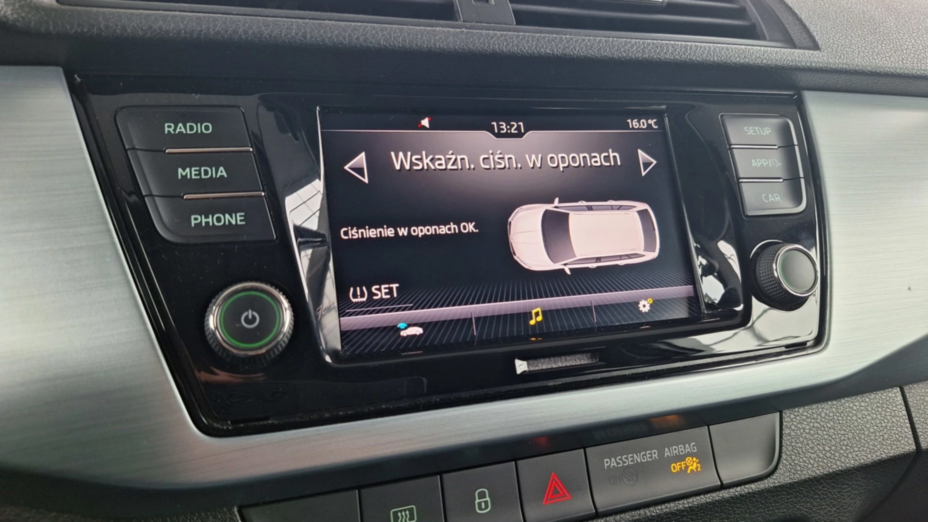 13:21
16.0°C
RADIO
MEDIA
PHONE
Wskaźn. ciśn. w oponach
Ciśnienie w oponach OK.
SET
SETUP
CAR
PASSENGER AIRBAG
OFF